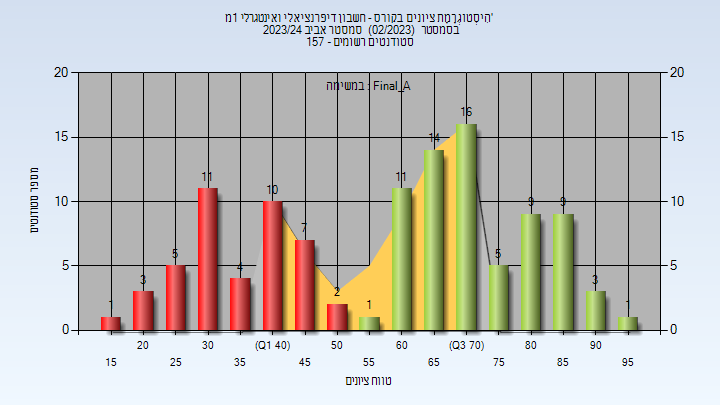 היסטוגרמת ציונים בקורס - חשבון דיפרנציאלי ואינטגרלי 1מ'
בסמסטר (02/2023) סמסטר אביב 2023/24
סטודנטים רשומים - 157
במשימה : Final_A
מספר סטודנטים
20 20
15 15
10 10
5 5
0 0
1 3 5 11 4 10 7 2 1 11 14 16 5 9 9 3 1
20 30 (Q1 40) 50 60 (Q3 70) 80 90
15 25 35 45 55 65 75 85 95
טווח ציונים